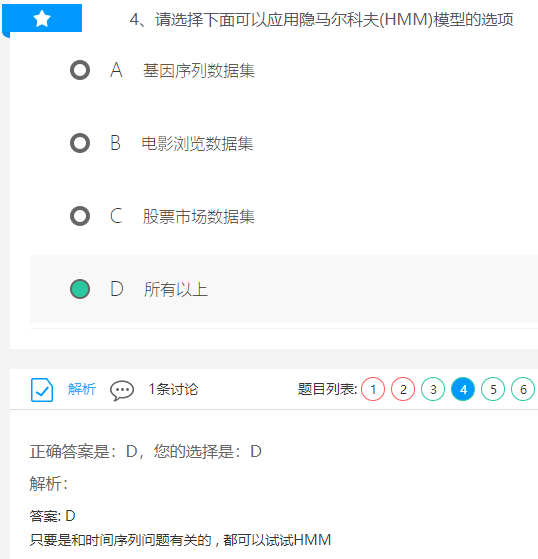 4、请选择下面可以应用隐马尔科夫(HMM)模型的选项
A 基因序列数据集
B 电影浏览数据集
C 股票市场数据集
D 所有以上
解析 1条讨论 题目列表: 1 2 3 4 5 6
正确答案是：D，您的选择是：D
解析：
答案: D
只要是和时间序列问题有关的 , 都可以试试HMM